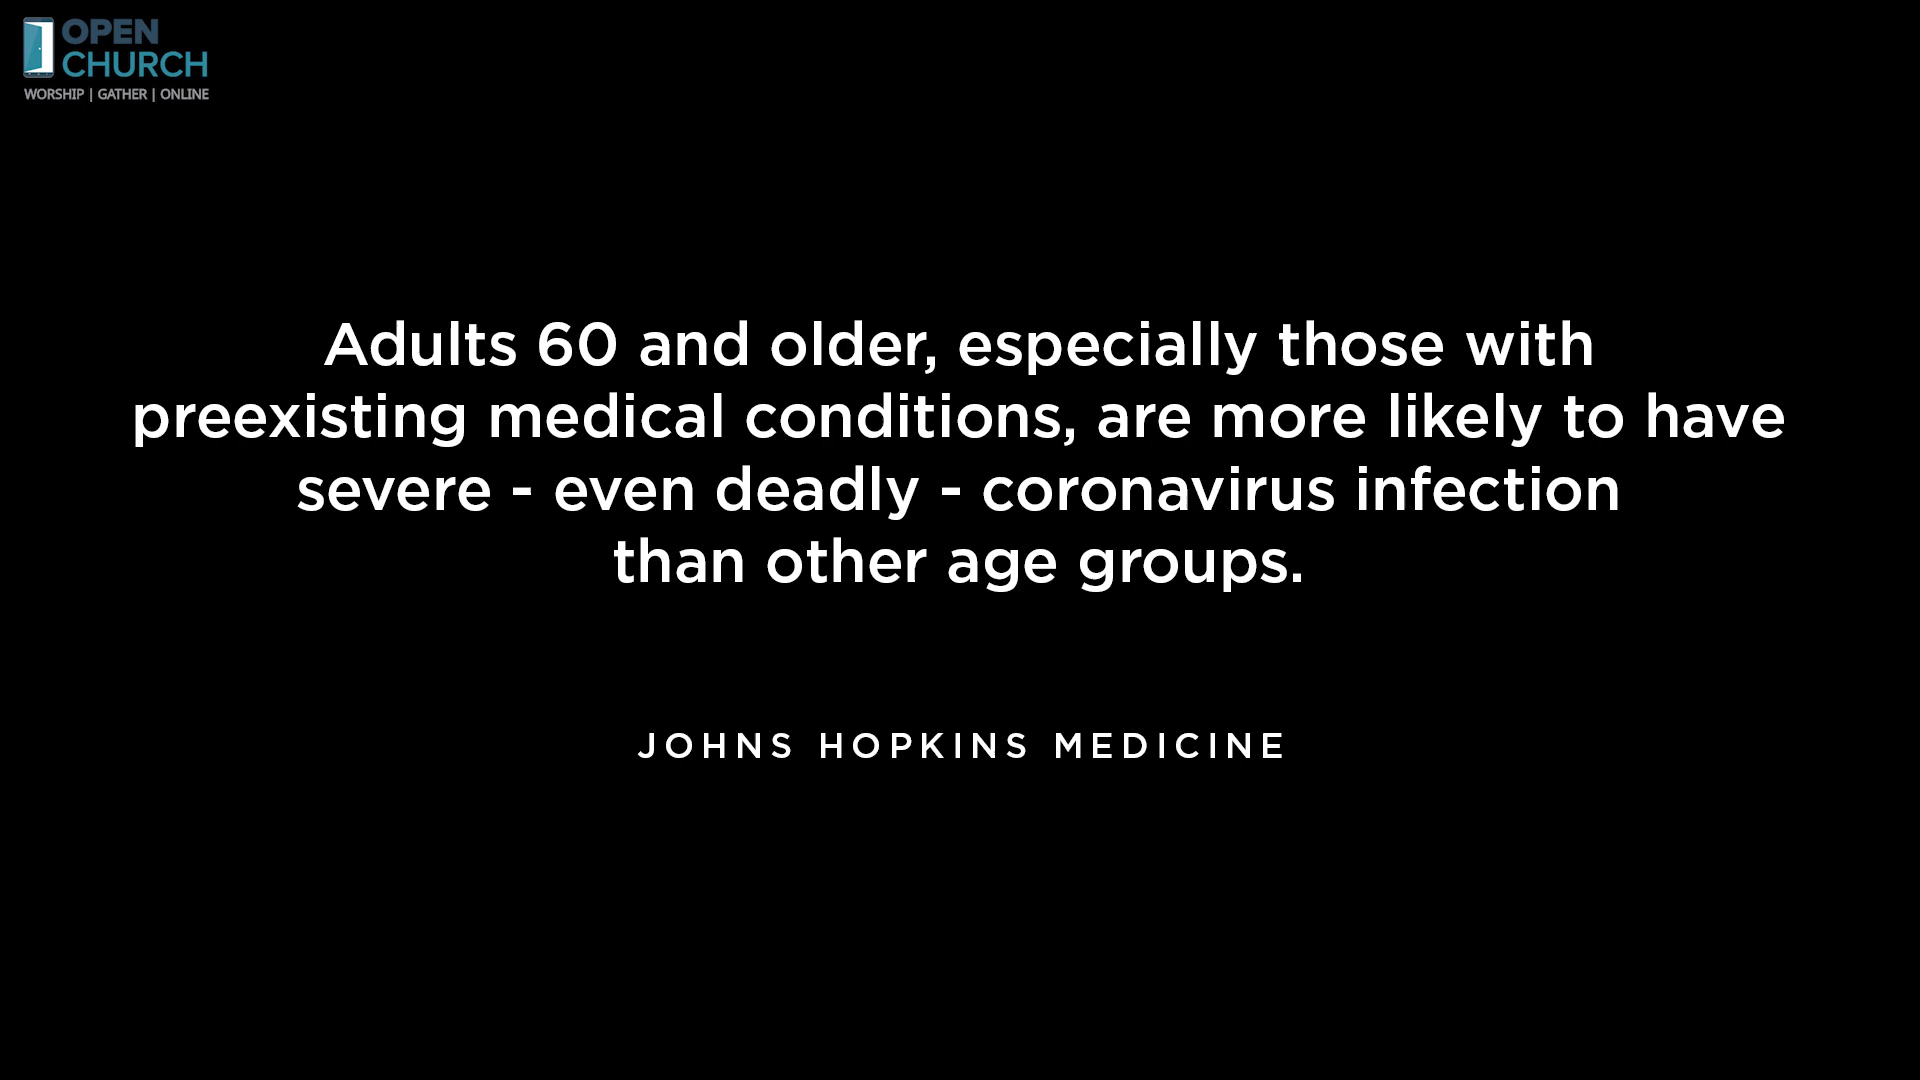 OPEN
CHURCH
WORSHIP | GATHER | ONLINE
Adults 60 and older, especially those with
preexisting medical conditions, are more likely to have
severe - even deadly - coronavirus infection
than other age groups.
JOHNS HOPKINS MEDICINE